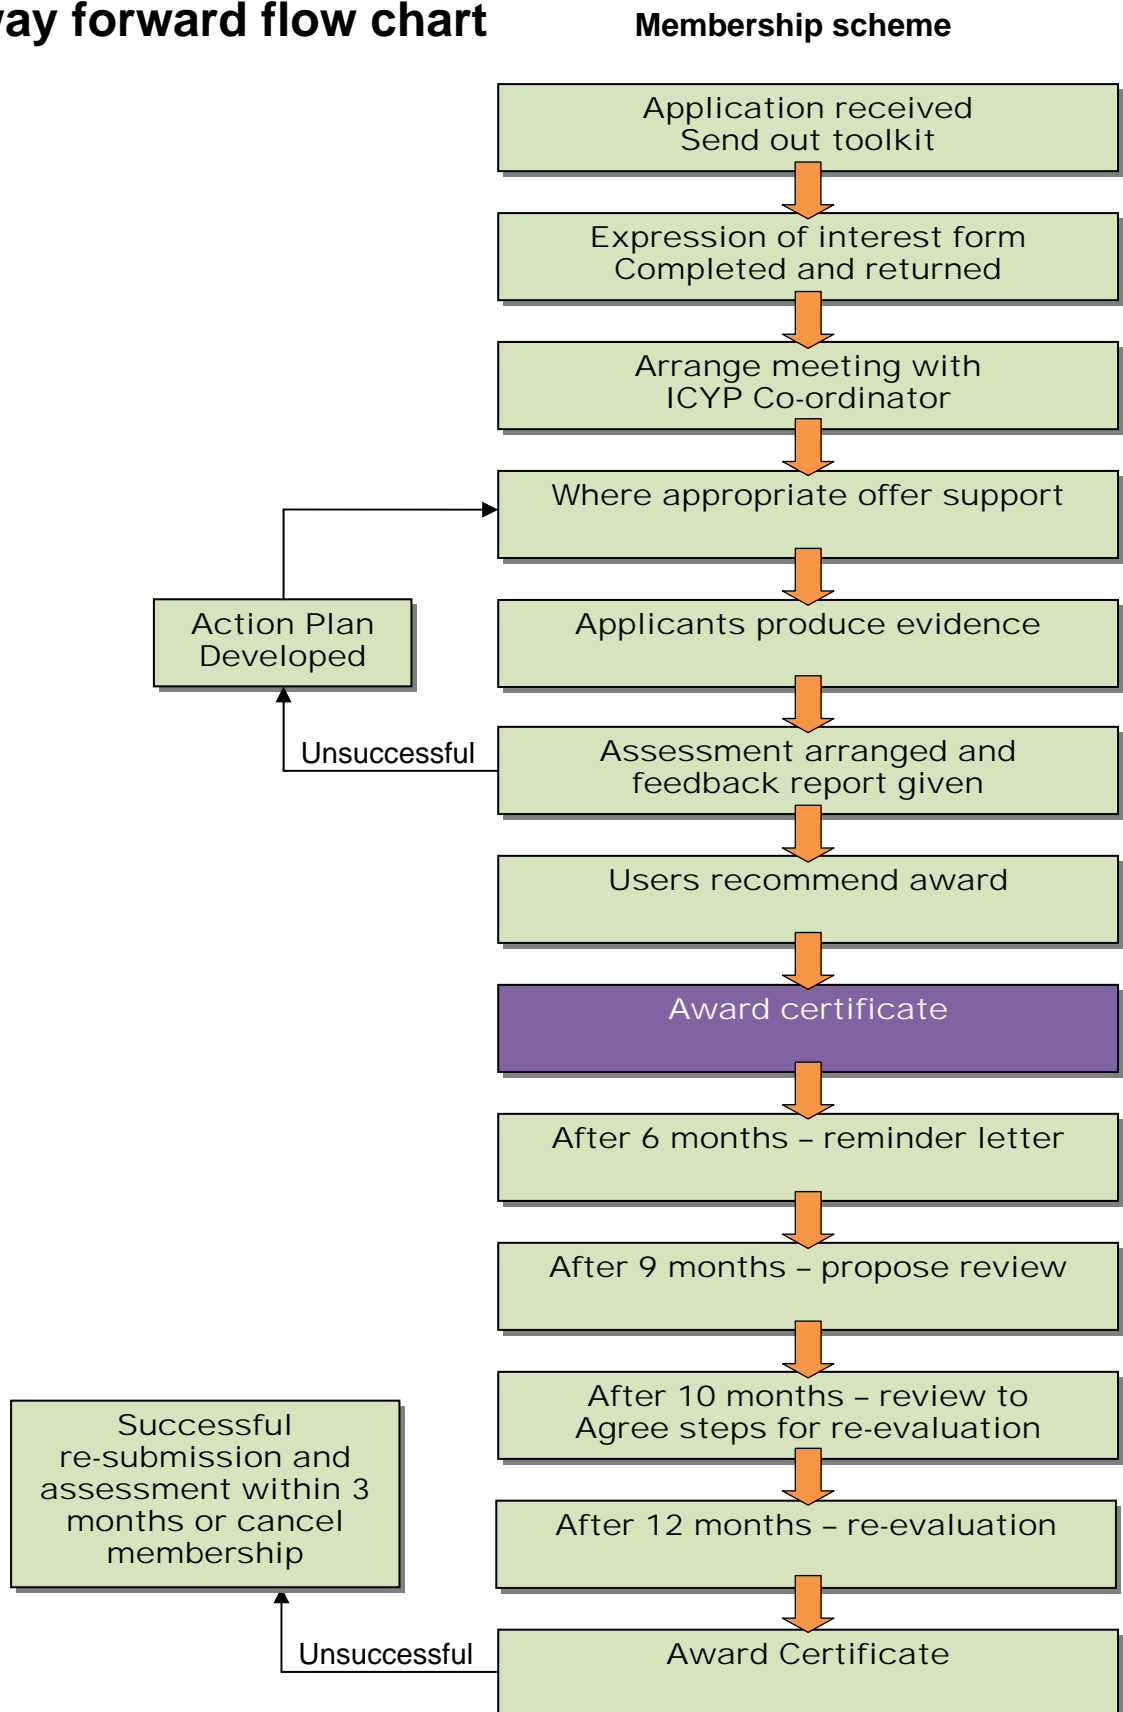 way forward flow chart
Membership scheme
Application received
Send out toolkit
Expression of interest form
Completed and returned
Arrange meeting with
ICYP Co-ordinator
Where appropriate offer support
Action Plan
Developed
Applicants produce evidence
Unsuccessful
Assessment arranged and
feedback report given
Users recommend award
Award certificate
After 6 months – reminder letter
After 9 months – propose review
After 10 months – review to
Agree steps for re-evaluation
Successful
re-submission and
assessment within 3
months or cancel
membership
After 12 months – re-evaluation
Unsuccessful
Award Certificate